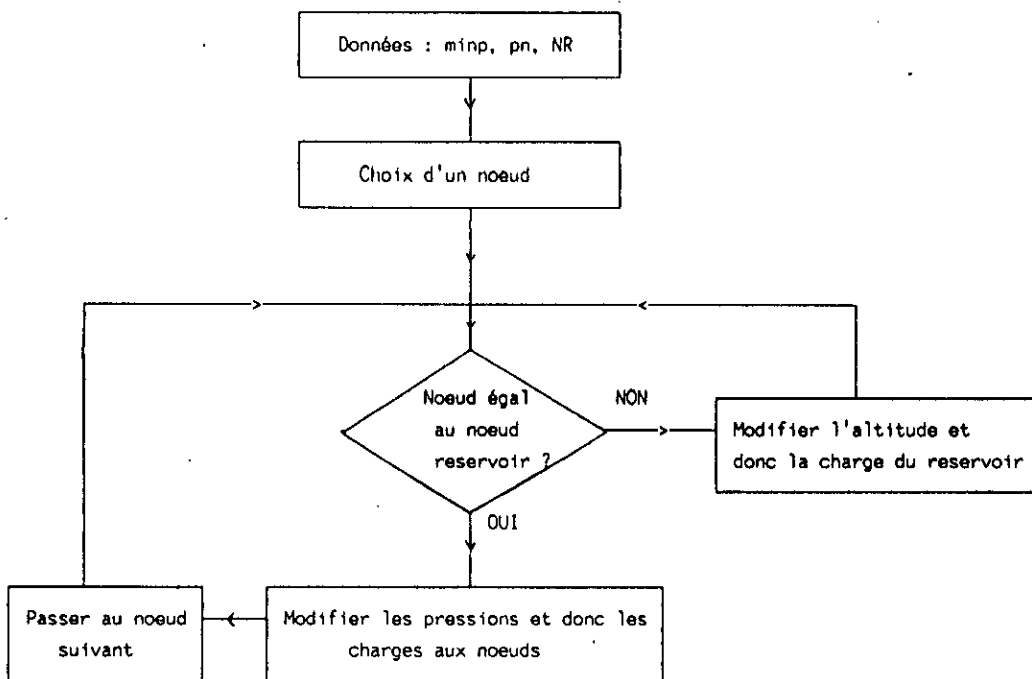 Données : minp, pn, NR
Choix d'un noeud
Noeud égal
au noeud
reservoir ?
NON
Modifier l'altitude et
donc la charge du reservoir
OUI
Passer au noeud
suivant
Modifier les pressions et donc les
charges aux noeuds